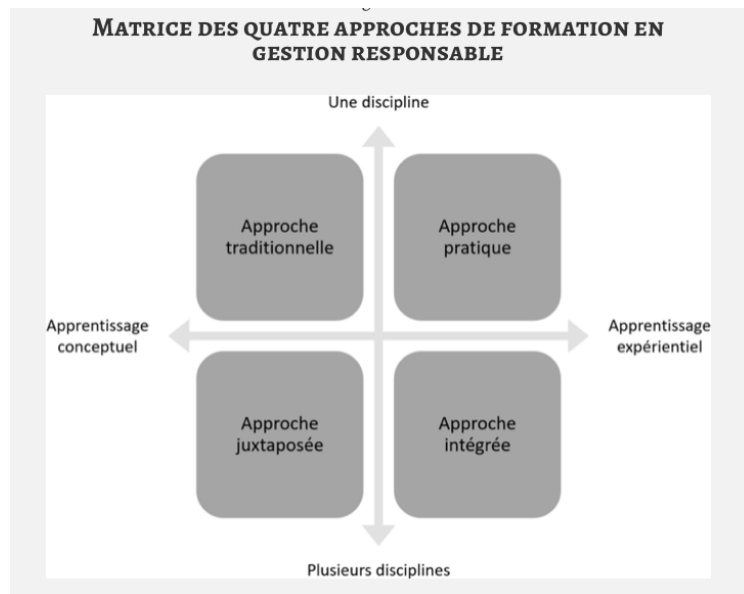 MATRICE DES QUATRE APPROCHES DE FORMATION EN
GESTION RESPONSABLE
Une discipline
Approche
traditionnelle
Approche
pratique
Apprentissage
conceptuel
Apprentissage
expérientiel
Approche
juxtaposée
Approche
intégrée
Plusieurs disciplines